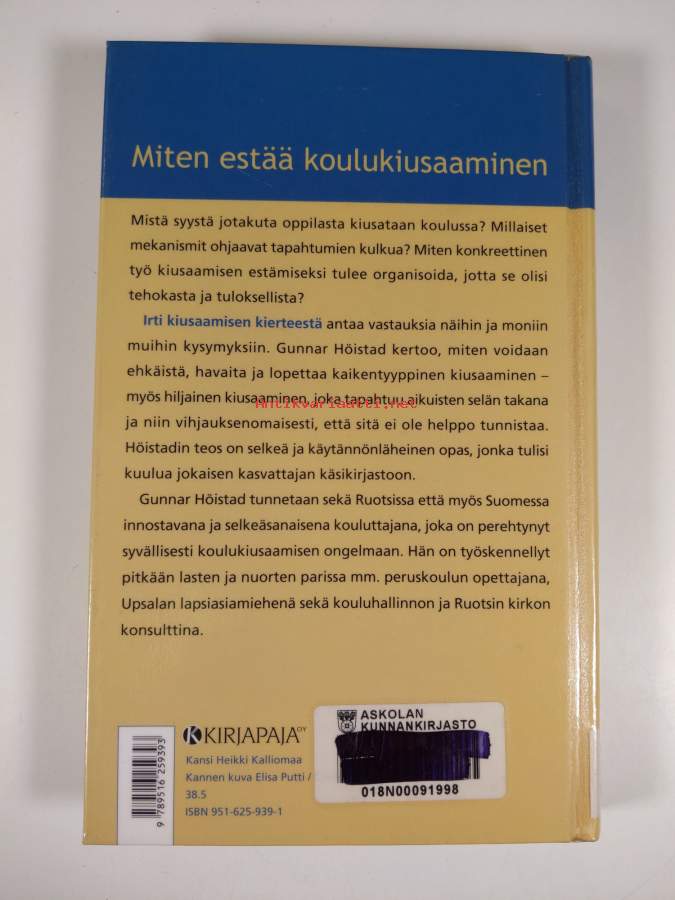 Miten estää koulukiusaaminen
Mistä syystä jotakuta oppilasta kiusataan koulussa? Millaiset
mekanismit ohjaavat tapahtumien kulkua? Miten konkreettinen
työ kiusaamisen estämiseksi tulee organisoida, jotta se olisi
tehokasta ja tuloksellista?
Irti kiusaamisen kierteestä antaa vastauksia näihin ja moniin
muihin kysymyksiin. Gunnar Höistad kertoo, miten voidaan
ehkäistä, havaita ja lopettaa kaikentyyppinen kiusaaminen –
myös hiljainen kiusaaminen, joka tapahtuu aikuisten selän takana
Antikvariaatti.net
ja niin vihjauksenomaisesti, että sitä ei ole helppo tunnistaa.
Höistadin teos on selkeä ja käytännönläheinen opas, jonka tulisi
kuulua jokaisen kasvattajan käsikirjastoon.
Gunnar Höistad tunnetaan sekä Ruotsissa että myös Suomessa
innostavana ja selkeäsanaisena kouluttajana, joka on perehtynyt
syvällisesti koulukiusaamisen ongelmaan. Hän on työskennellyt
pitkään lasten ja nuorten parissa mm. peruskoulun opettajana,
Upsalan lapsiasiamiehenä sekä kouluhallinnon ja Ruotsin kirkon
konsulttina.
KIRJAPAJA OY
Kansi Heikki Kalliomaa
Kannen kuva Elisa Putti /
38.5
ISBN 951-625-939-1
9 789516 259393
ASKOLAN
KUNNANKIRJASTO
018N00091998